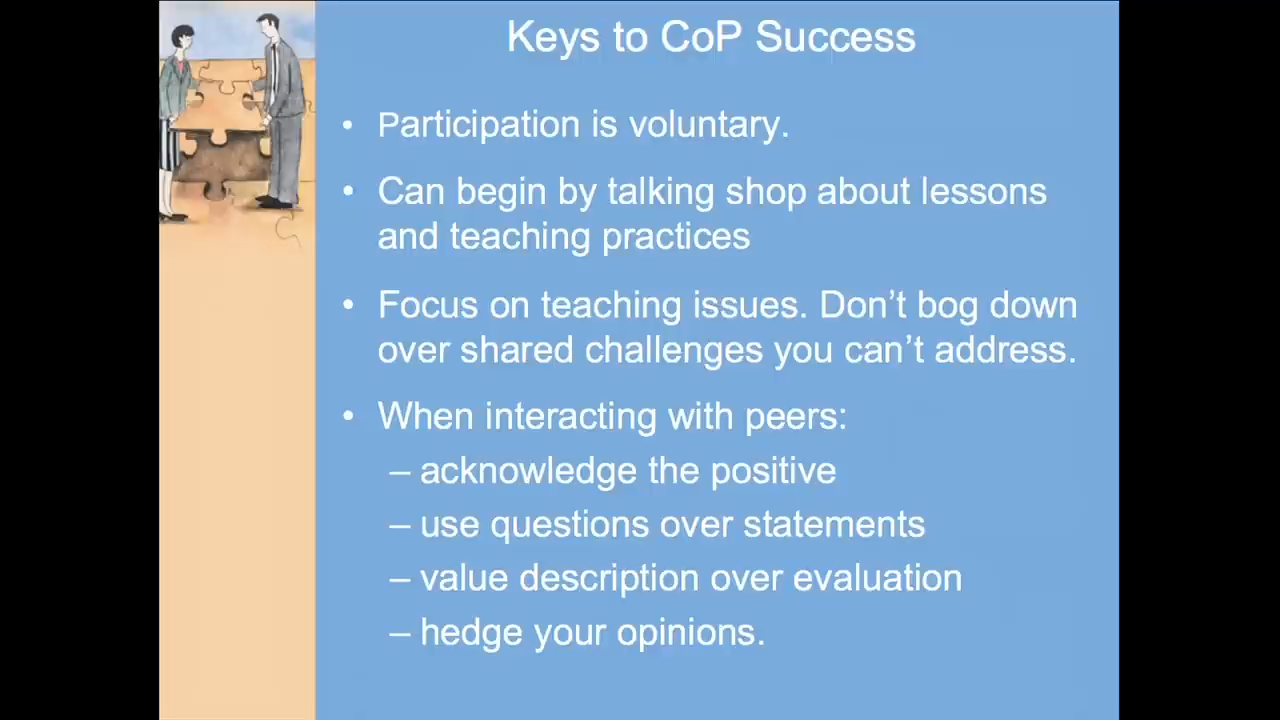 Keys to CoP Success
• Participation is voluntary.
• Can begin by talking shop about lessons
and teaching practices
• Focus on teaching issues. Don’t bog down
over shared challenges you can’t address.
• When interacting with peers:
– acknowledge the positive
– use questions over statements
– value description over evaluation
– hedge your opinions.